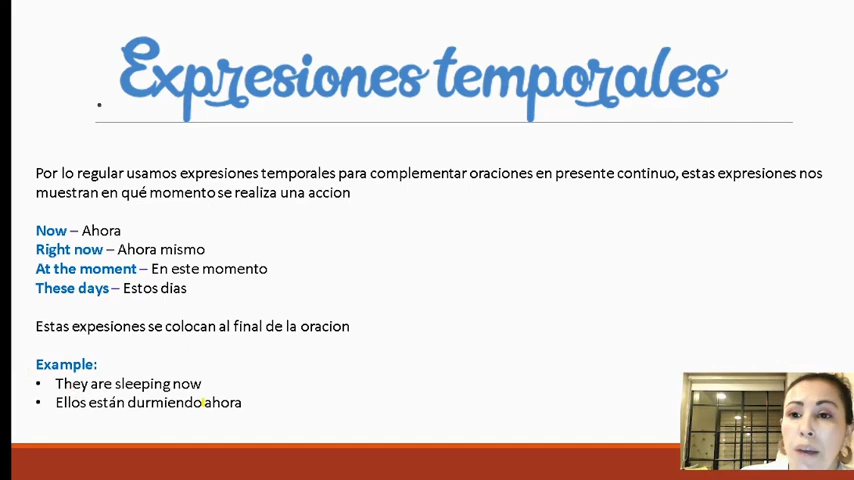 Expresiones temporales
Por lo regular usamos expresiones temporales para complementar oraciones en presente continuo, estas expresiones nos
muestran en qué momento se realiza una accion
Now – Ahora
Right now – Ahora mismo
At the moment – En este momento
These days – Estos dias
Estas expesiones se colocan al final de la oracion
Example:
• They are sleeping now
• Ellos están durmiendo ahora